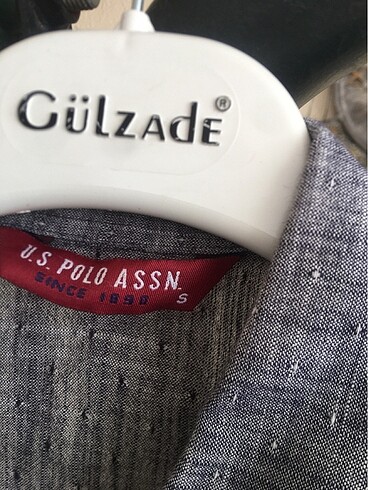 GÜLZAdE®
U.S. POLO ASSN.
SINCE 1890 S